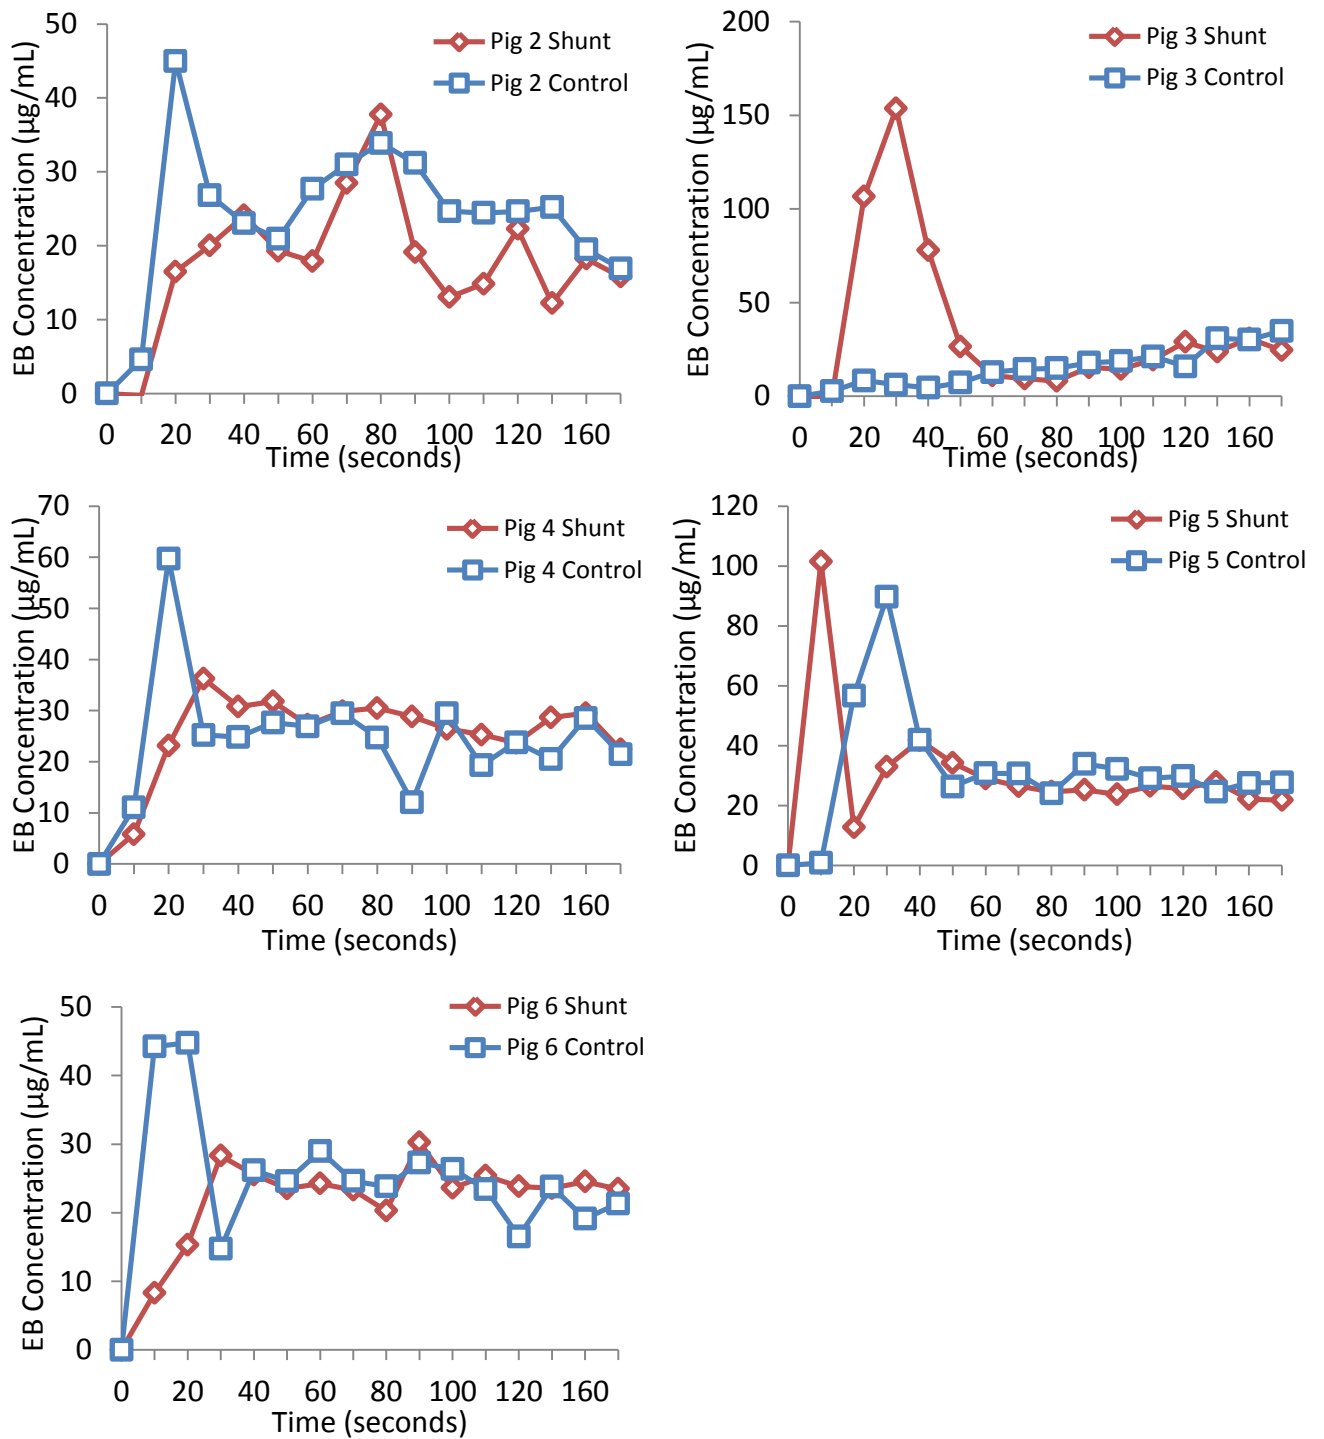 EB Concentration (µg/mL)
50
40
30
20
10
0
Pig 2 Shunt
Pig 2 Control
0 20 40 60 80 100 120 160
Time (seconds)
EB Concentration (µg/mL)
200
150
100
50
0
Pig 3 Shunt
Pig 3 Control
0 20 40 60 80 100 120 160
Time (seconds)
EB Concentration (µg/mL)
70
60
50
40
30
20
10
0
Pig 4 Shunt
Pig 4 Control
0 20 40 60 80 100 120 160
Time (seconds)
EB Concentration (µg/mL)
120
100
80
60
40
20
0
Pig 5 Shunt
Pig 5 Control
0 20 40 60 80 100 120 160
Time (seconds)
EB Concentration (µg/mL)
50
40
30
20
10
0
Pig 6 Shunt
Pig 6 Control
0 20 40 60 80 100 120 160
Time (seconds)